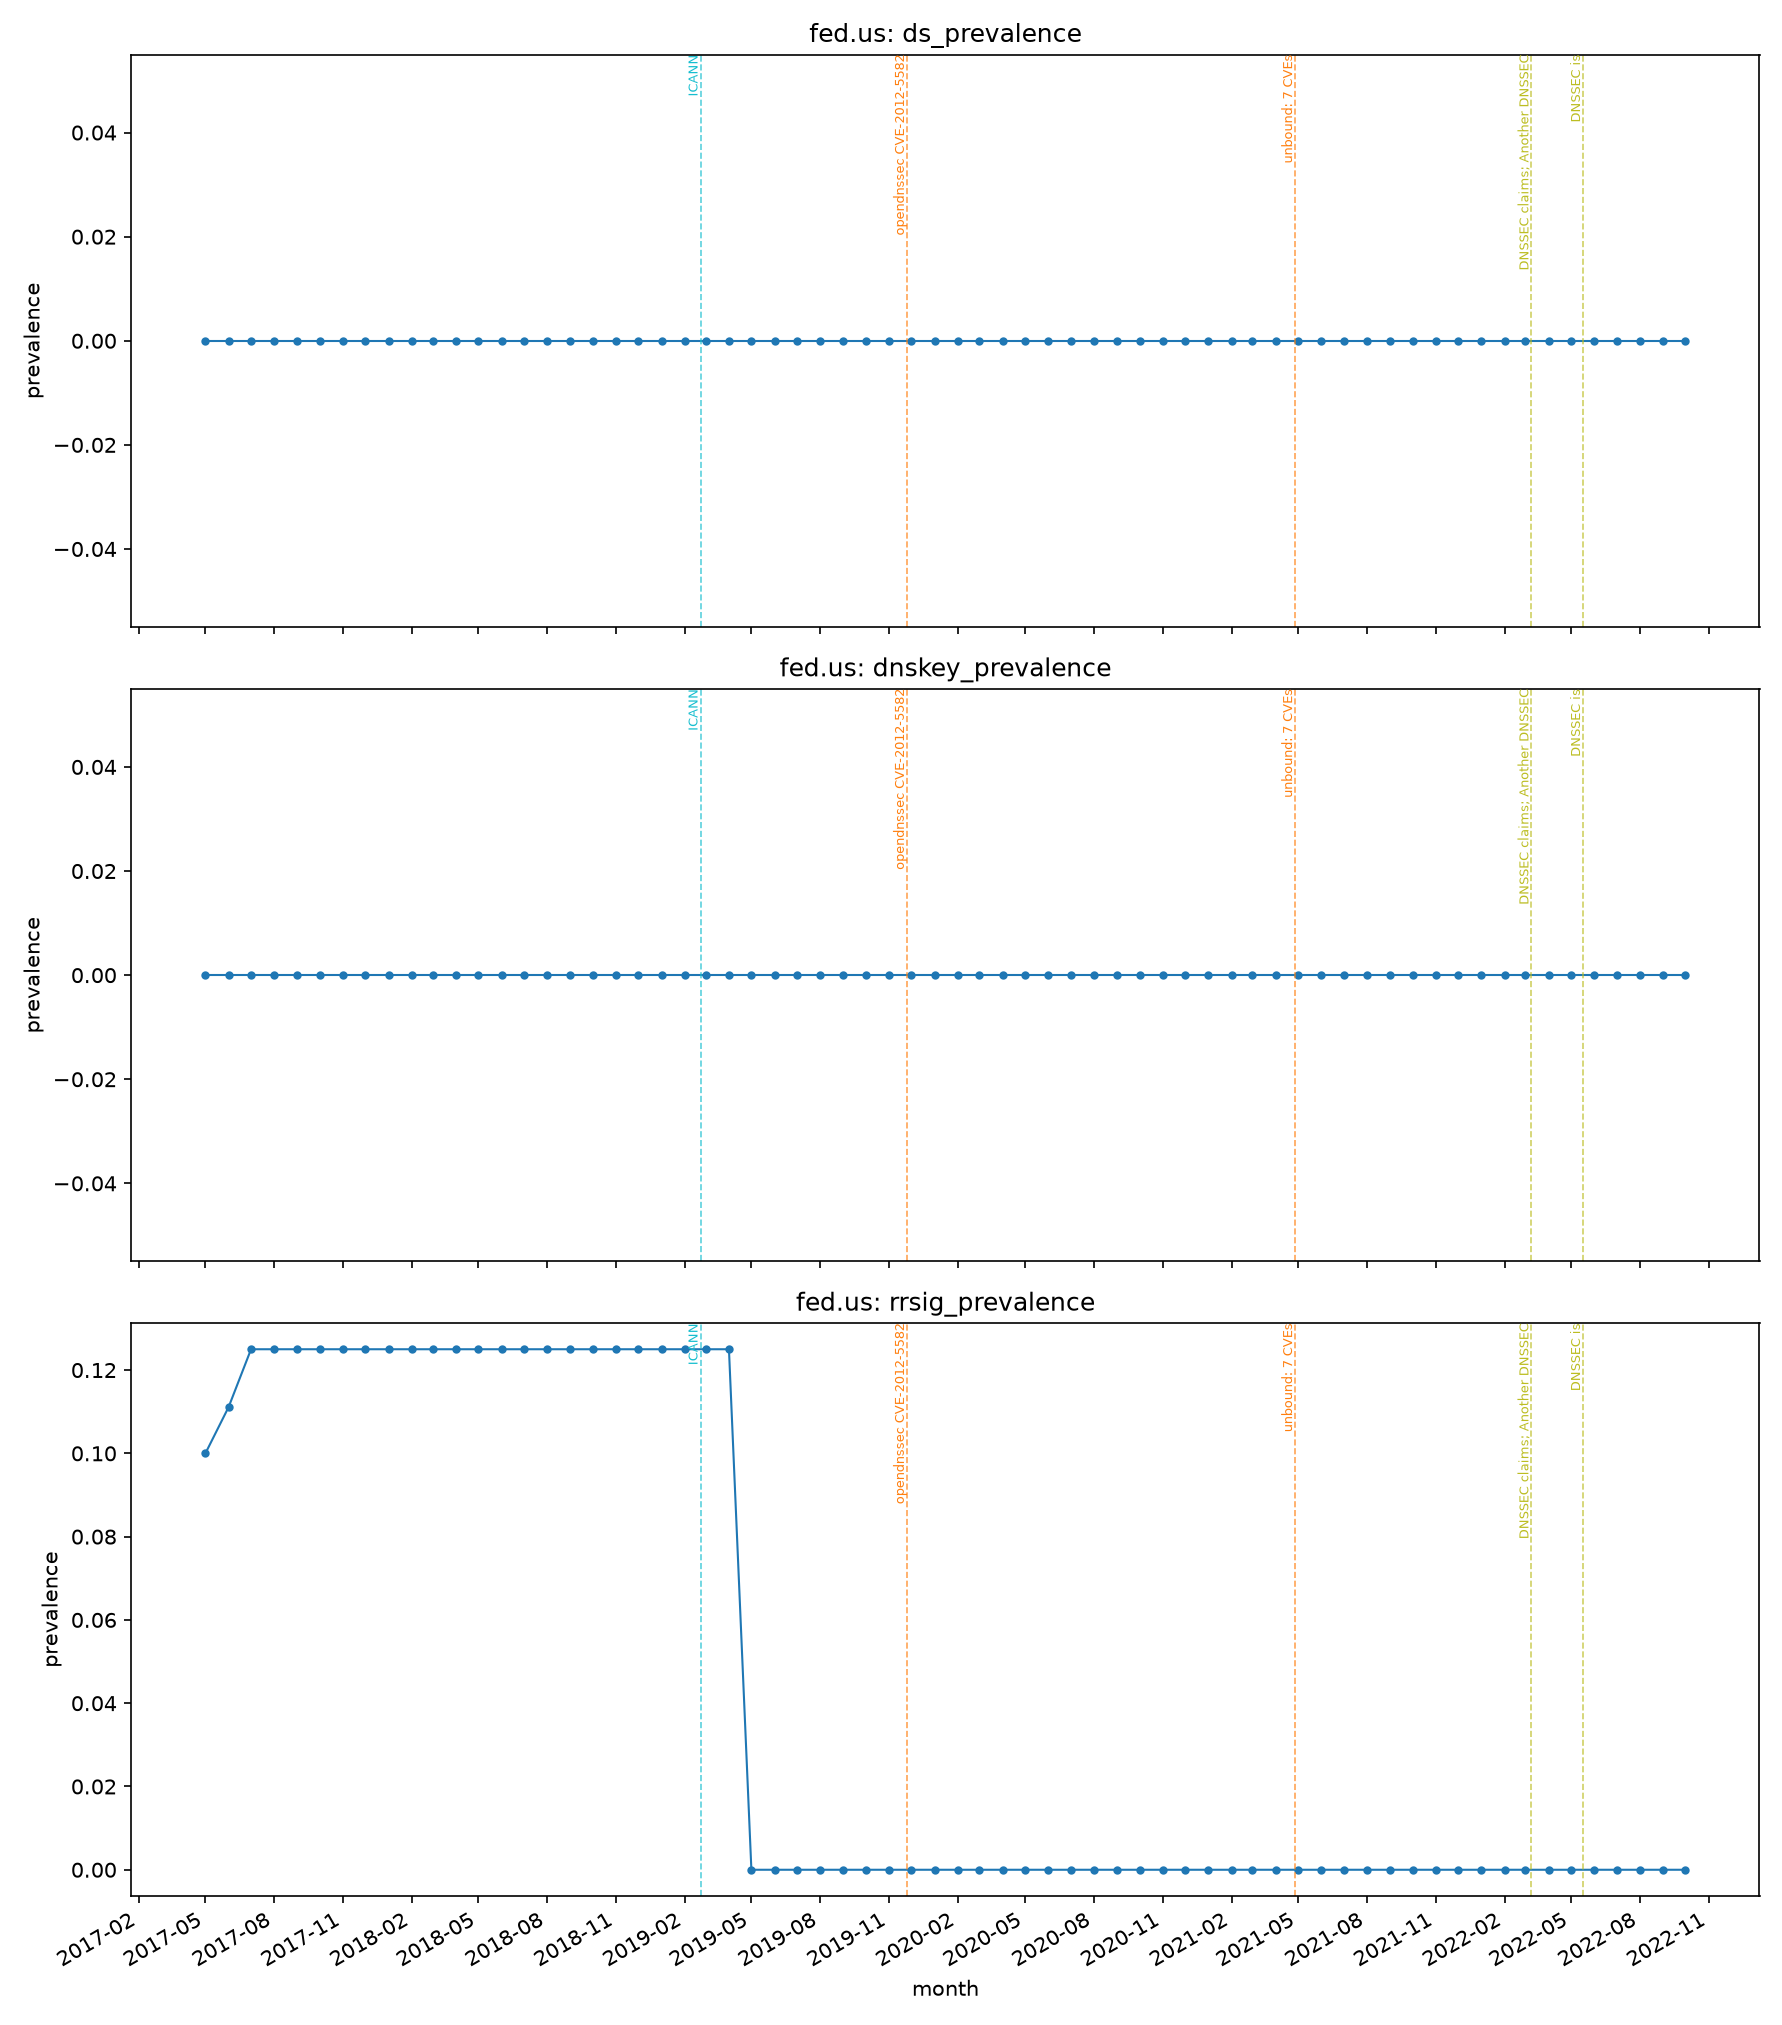 fed.us: ds_prevalence
ICANN
opendnssec CVE-2012-5582
unbound: 7 CVEs
DNSSEC claims; Another DNSSEC
DNSSEC is
prevalence
0.04
0.02
0.00
−0.02
−0.04
fed.us: dnskey_prevalence
ICANN
opendnssec CVE-2012-5582
unbound: 7 CVEs
DNSSEC claims; Another DNSSEC
DNSSEC is
prevalence
0.04
0.02
0.00
−0.02
−0.04
fed.us: rrsig_prevalence
ICANN
opendnssec CVE-2012-5582
unbound: 7 CVEs
DNSSEC claims; Another DNSSEC
DNSSEC is
prevalence
0.12
0.10
0.08
0.06
0.04
0.02
0.00
2017-02
2017-05
2017-08
2017-11
2018-02
2018-05
2018-08
2018-11
2019-02
2019-05
2019-08
2019-11
2020-02
2020-05
2020-08
2020-11
2021-02
2021-05
2021-08
2021-11
2022-02
2022-05
2022-08
2022-11
month